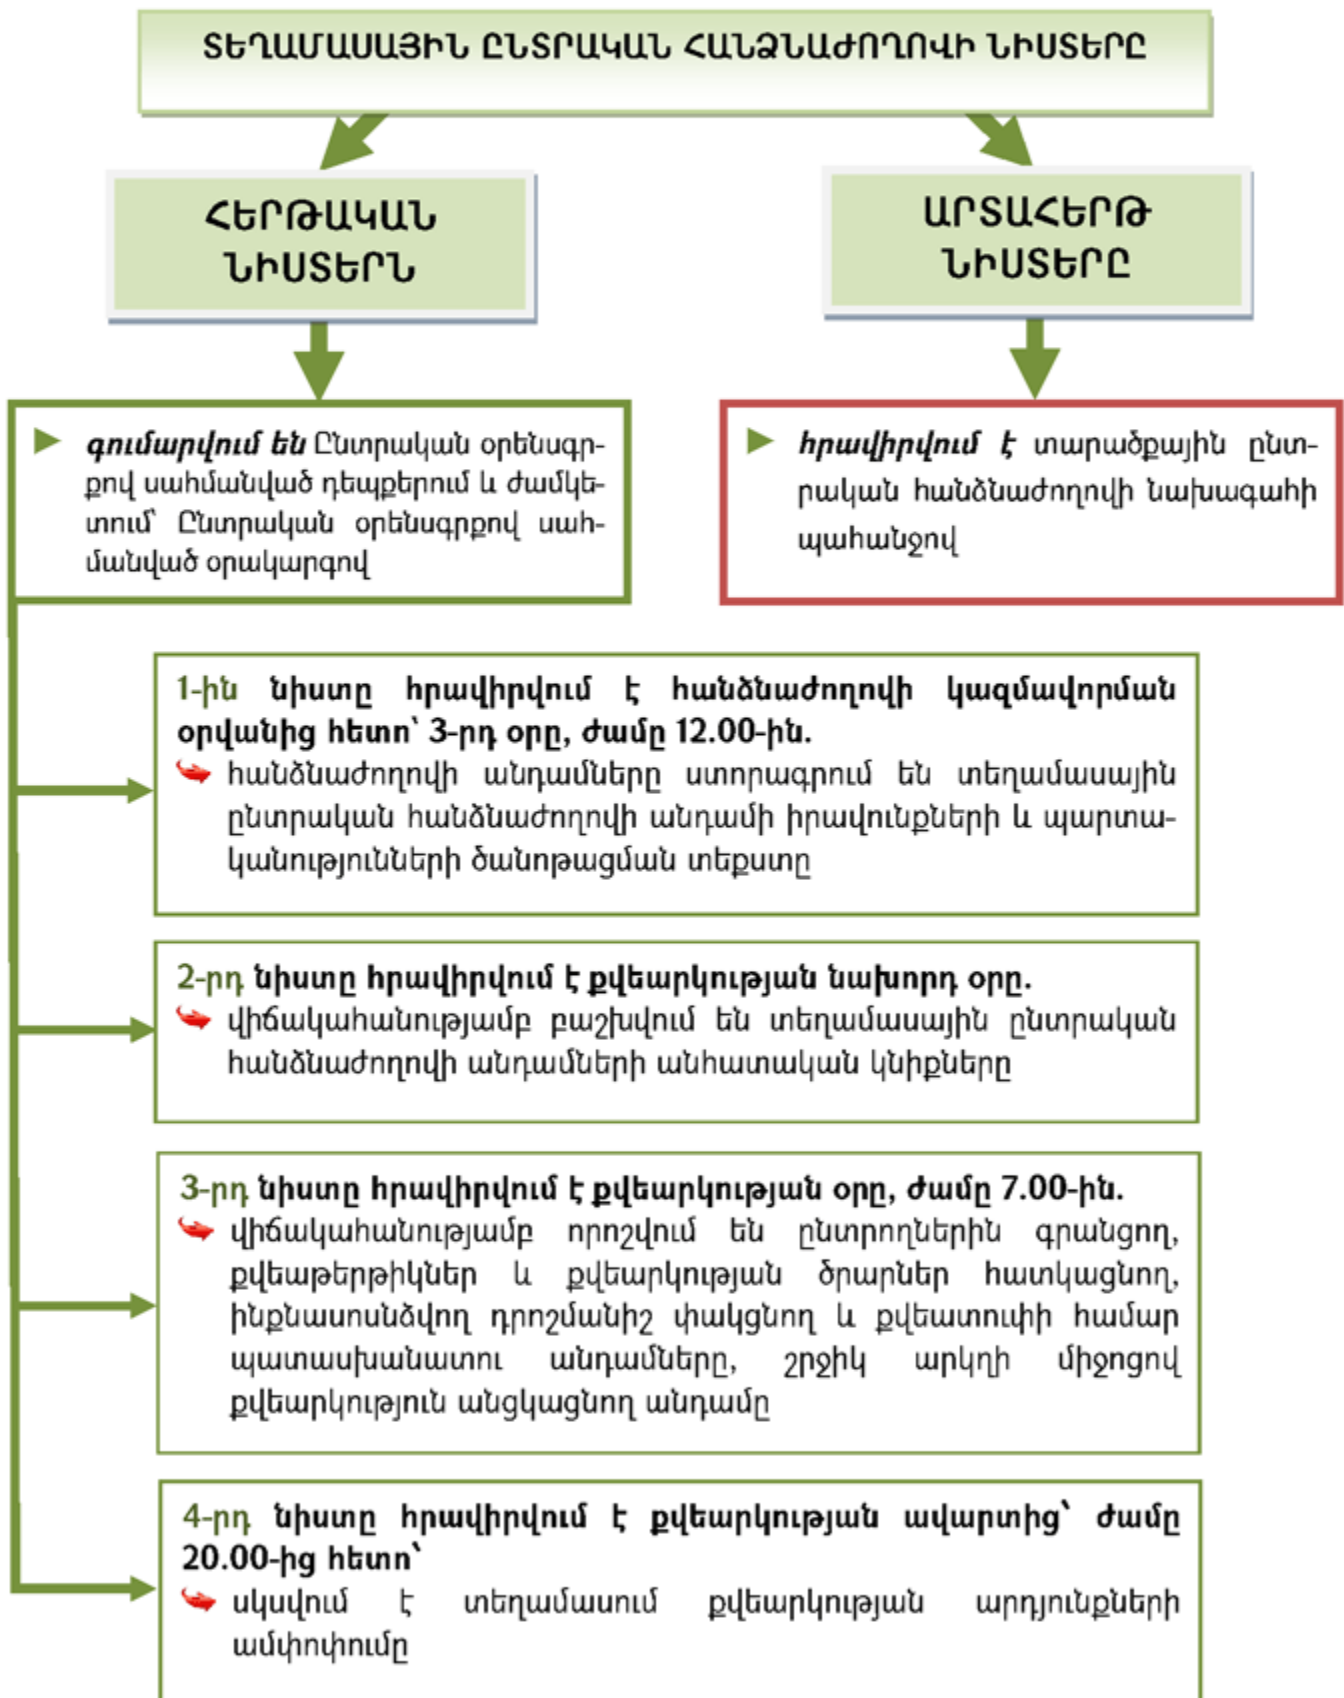 ՏԵՂԱՄԱՍԱՅԻՆ ԸՆՏՐԱԿԱՆ ՀԱՆՁՆԱԺՈՂՈՎԻ ՆԻՍՏԵՐԸ
ՀԵՐԹԱԿԱՆ
ՆԻՍՏԵՐՆ
ԱՐՏԱՀԵՐԹ
ՆԻՍՏԵՐԸ
գումարվում են Ընտրական օրենսգր-
քով սահմանված դեպքերում և ժամկե-
տում՝ Ընտրական օրենսգրքով սահ-
մանված օրակարգով
հրավիրվում է տարածքային ընտ-
րական հանձնաժողովի նախագահի
պահանջով
1-ին նիստը հրավիրվում է հանձնաժողովի կազմավորման
օրվանից հետո՝ 3-րդ օրը, ժամը 12.00-ին.
հանձնաժողովի անդամները ստորագրում են տեղամասային
ընտրական հանձնաժողովի անդամի իրավունքների և պարտա-
կանությունների ծանոթացման տեքստը
2-րդ նիստը հրավիրվում է քվեարկության նախորդ օրը.
վիճակահանությամբ բաշխվում են տեղամասային ընտրական
հանձնաժողովի անդամների անհատական կնիքները
3-րդ նիստը հրավիրվում է քվեարկության օրը, ժամը 7.00-ին.
վիճակահանությամբ որոշվում են ընտրողներին գրանցող,
քվեաթերթիկներ և քվեարկության ծրարներ հատկացնող,
ինքնասոսնձվող դրոշմանիշ փակցնող և քվեատուփի համար
պատասխանատու անդամները, շրջիկ արկղի միջոցով
քվեարկություն անցկացնող անդամը
4-րդ նիստը հրավիրվում է քվեարկության ավարտից՝ ժամը
20.00-ից հետո՝
սկսվում է տեղամասում քվեարկության արդյունքների
ամփոփումը